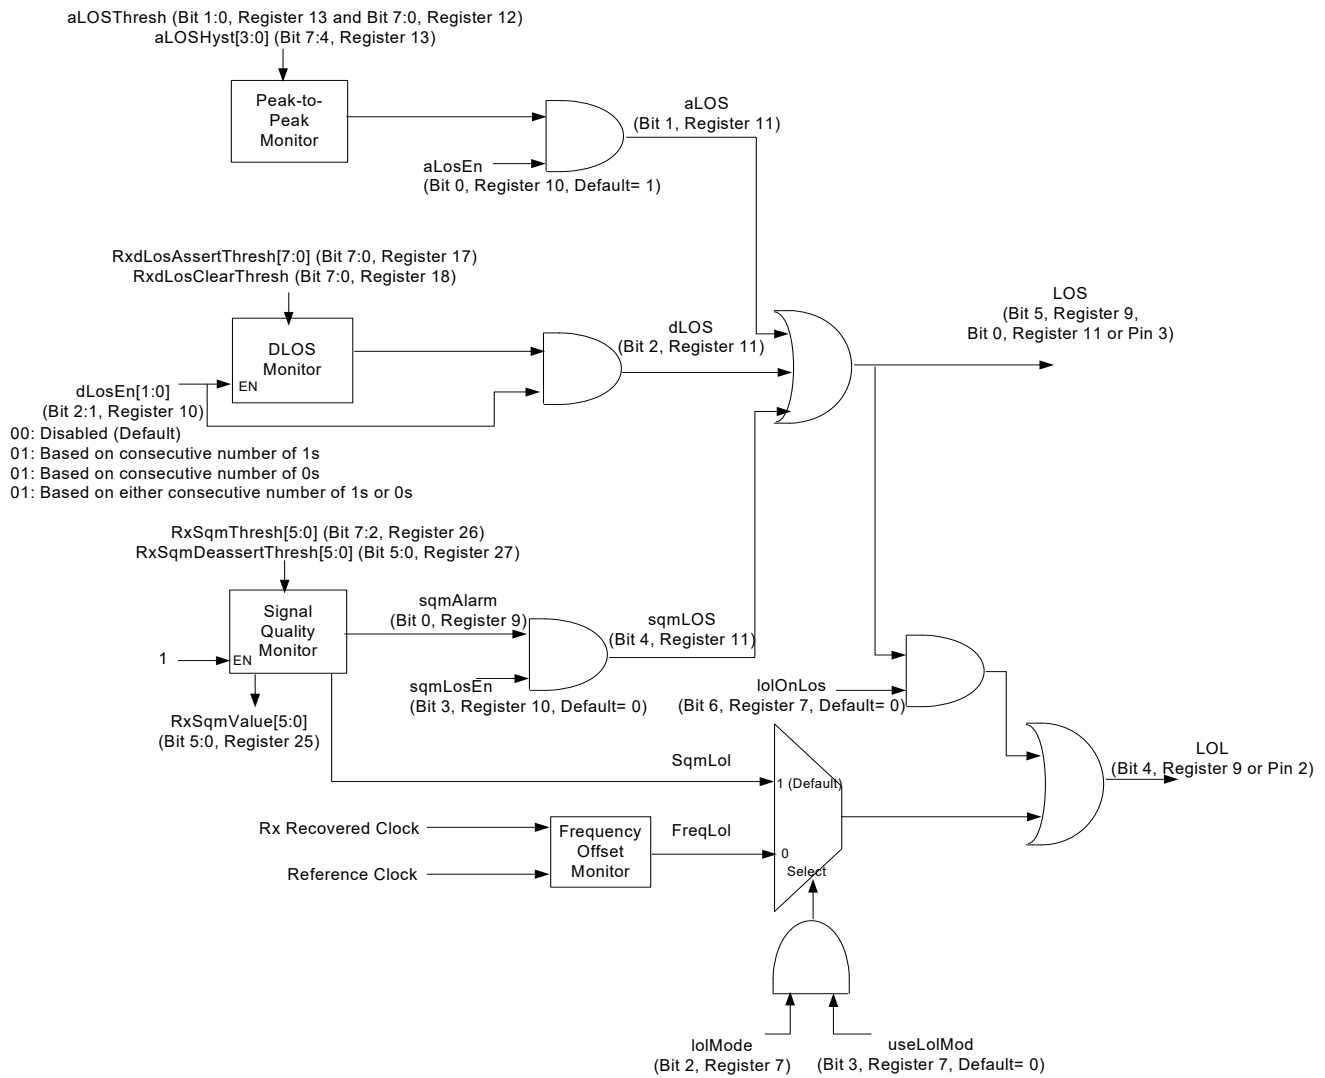 aLOSThresh (Bit 1:0, Register 13 and Bit 7:0, Register 12)
aLOSHyst[3:0] (Bit 7:4, Register 13)
Peak-to-
Peak
Monitor
aLOS
(Bit 1, Register 11)
aLosEn
(Bit 0, Register 10, Default= 1)
RxdLosAssertThresh[7:0] (Bit 7:0, Register 17)
RxdLosClearThresh (Bit 7:0, Register 18)
DLOS
Monitor
EN
dLosEn[1:0]
(Bit 2:1, Register 10)
00: Disabled (Default)
01: Based on consecutive number of 1s
01: Based on consecutive number of 0s
01: Based on either consecutive number of 1s or 0s
dLOS
(Bit 2, Register 11)
LOS
(Bit 5, Register 9,
Bit 0, Register 11 or Pin 3)
RxSqmThresh[5:0] (Bit 7:2, Register 26)
RxSqmDeassertThresh[5:0] (Bit 5:0, Register 27)
Signal
Quality
Monitor
1
EN
sqmAlarm
(Bit 0, Register 9)
sqmLOS
(Bit 4, Register 11)
sqmLosEn
(Bit 3, Register 10, Default= 0)
RxSqmValue[5:0]
(Bit 5:0, Register 25)
lolOnLos
(Bit 6, Register 7, Default= 0)
SqmLol
1 (Default)
LOL
(Bit 4, Register 9 or Pin 2)
Rx Recovered Clock
Reference Clock
Frequency
Offset
Monitor
FreqLol
0
Select
lolMode
(Bit 2, Register 7)
useLolMod
(Bit 3, Register 7, Default= 0)